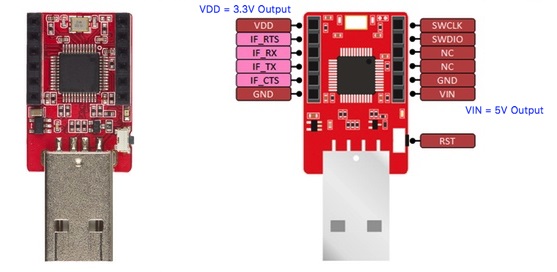 VDD = 3.3V Output
VDD
IF_RTS
IF_RX
IF_TX
IF_CTS
GND
SWCLK
SWDIO
NC
NC
GND
VIN
VIN = 5V Output
RST